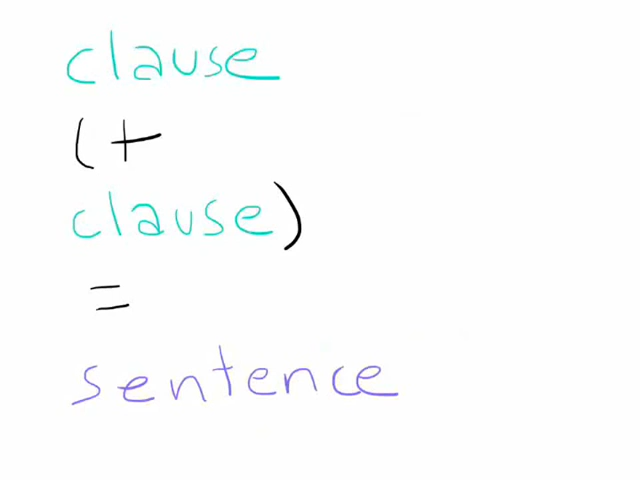 clause
(+
clause)
=
sentence